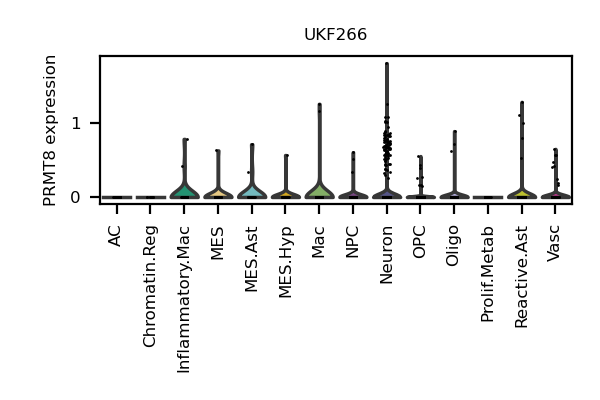 UKF266
PRMT8 expression
1
0
AC
Chromatin.Reg
Inflammatory.Mac
MES
MES.Ast
MES.Hyp
Mac
NPC
Neuron
OPC
Oligo
Prolif.Metab
Reactive.Ast
Vasc